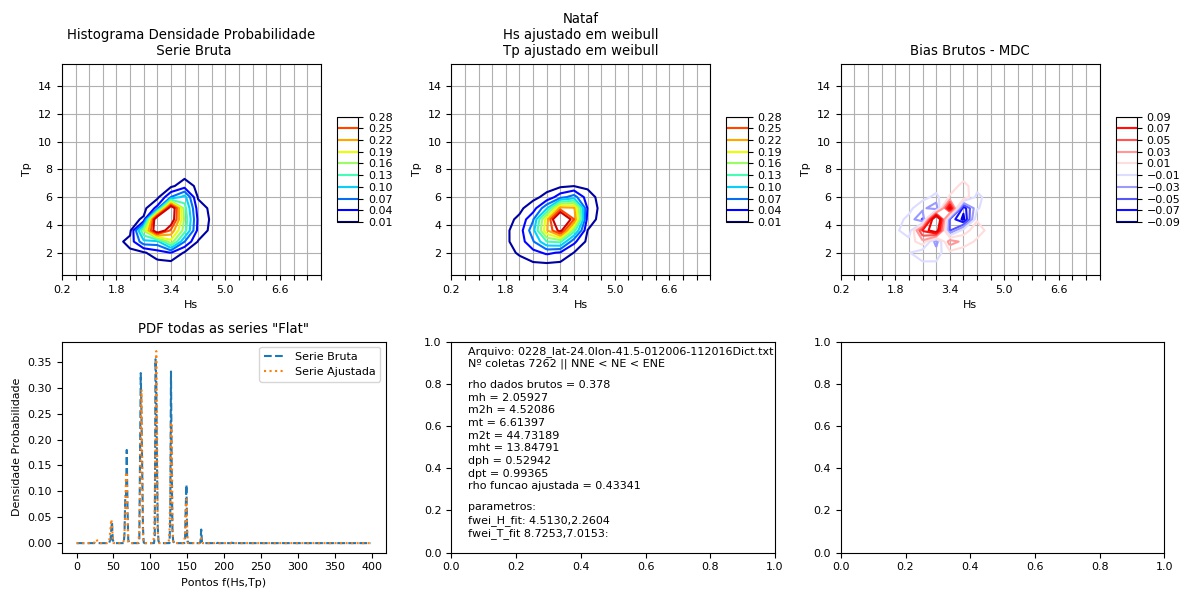 Histograma Densidade Probabilidade
Serie Bruta
Tp
14
12
10
8
6
4
2
0.2 1.8 3.4 5.0 6.6
Hs
0.28
0.25
0.22
0.19
0.16
0.13
0.10
0.07
0.04
0.01
Nataf
Hs ajustado em weibull
Tp ajustado em weibull
Tp
14
12
10
8
6
4
2
0.2 1.8 3.4 5.0 6.6
Hs
0.28
0.25
0.22
0.19
0.16
0.13
0.10
0.07
0.04
0.01
Bias Brutos - MDC
Tp
14
12
10
8
6
4
2
0.2 1.8 3.4 5.0 6.6
Hs
0.09
0.07
0.05
0.03
0.01
−0.01
−0.03
−0.05
−0.07
−0.09
PDF todas as series "Flat"
Densidade Probabilidade
0.35
0.30
0.25
0.20
0.15
0.10
0.05
0.00
0 50 100 150 200 250 300 350 400
Pontos f(Hs,Tp)
Serie Bruta
Serie Ajustada
1.0
0.8
0.6
0.4
0.2
0.0
0.0 0.2 0.4 0.6 0.8 1.0
Arquivo: 0228_lat-24.0lon-41.5-012006-112016Dict.txt
Nº coletas 7262 || NNE < NE < ENE
rho dados brutos = 0.378
mh = 2.05927
m2h = 4.52086
mt = 6.61397
m2t = 44.73189
mht = 13.84791
dph = 0.52942
dpt = 0.99365
rho funcao ajustada = 0.43341
parametros:
fwei_H_fit: 4.5130,2.2604
fwei_T_fit 8.7253,7.0153:
1.0
0.8
0.6
0.4
0.2
0.0
0.0 0.2 0.4 0.6 0.8 1.0